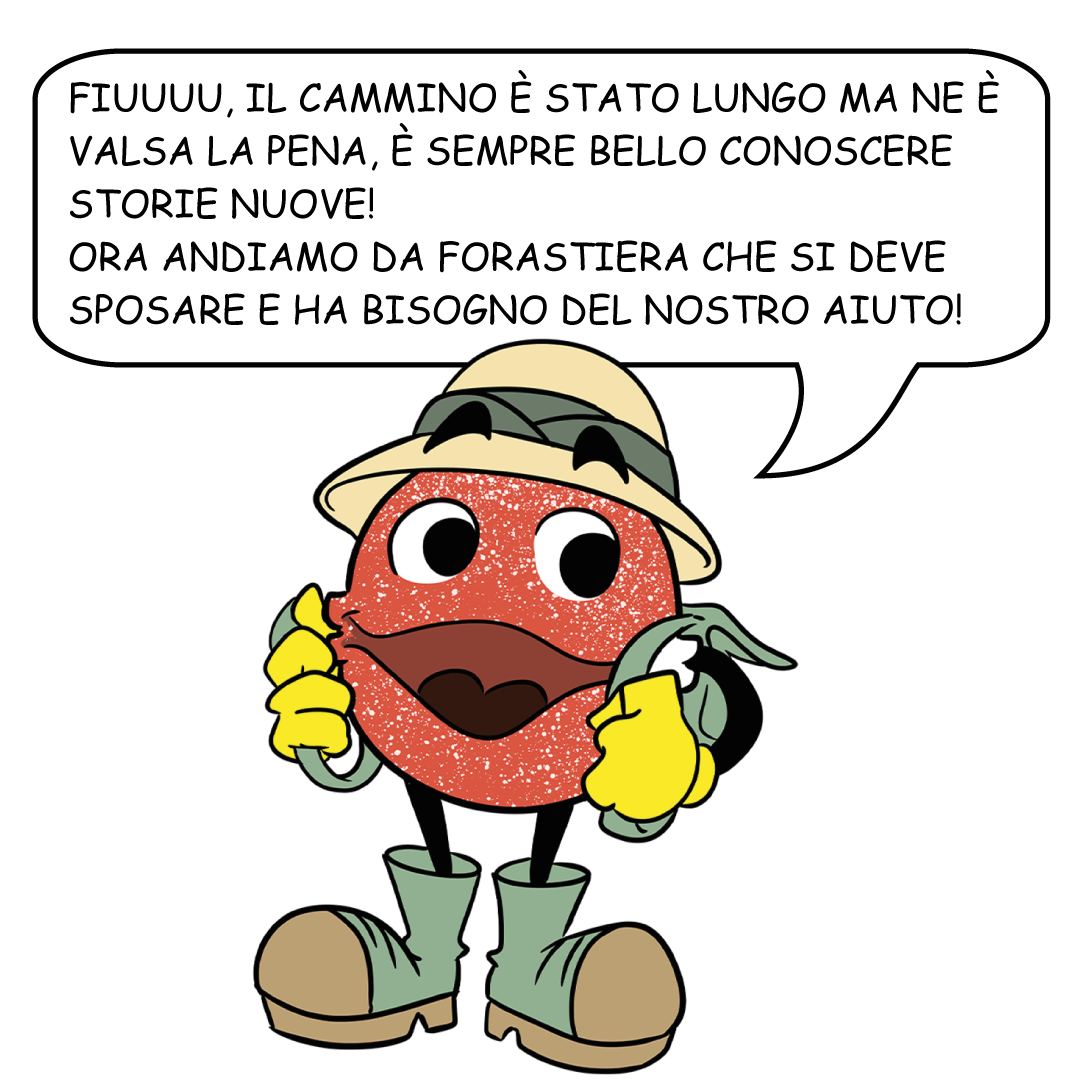 FIUUUU, IL CAMMINO È STATO LUNGO MA NE È
VALSA LA PENA, È SEMPRE BELLO CONOSCERE
STORIE NUOVE!
ORA ANDIAMO DA FORASTIERA CHE SI DEVE
SPOSARE E HA BISOGNO DEL NOSTRO AIUTO!